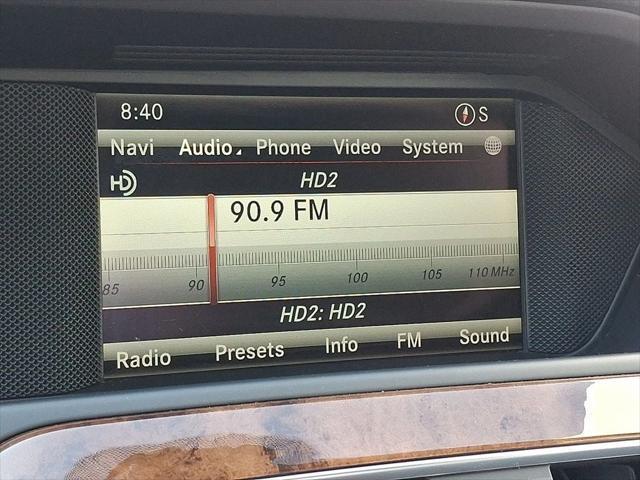 8:40 S
Navi Audio Phone Video System
HD HD2
90.9 FM
85 90 95 100 105 110 MHz
HD2: HD2
Radio Presets Info FM Sound